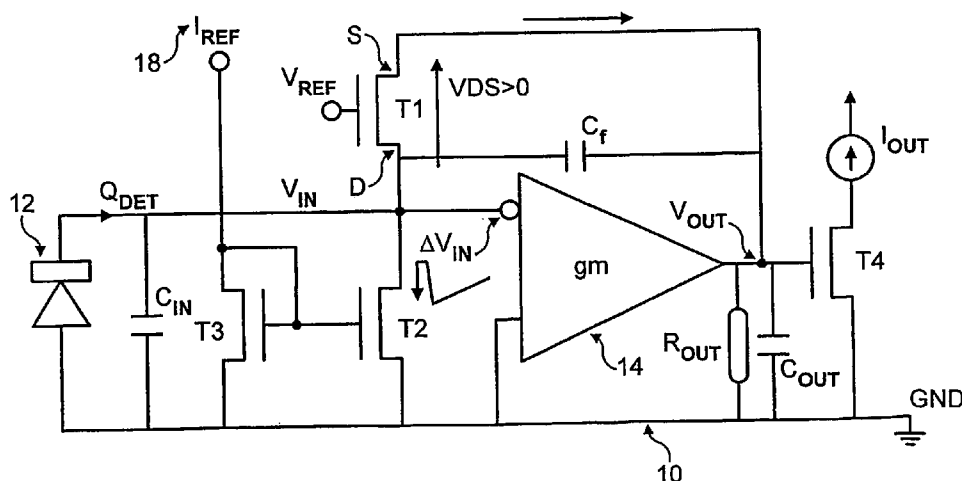 I_REF
18
S
V_REF
VDS>0
T1
C_f
D
I_OUT
12
Q_DET
V_IN
V_OUT
ΔV_IN
gm
T4
C_IN
T3
T2
14
R_OUT
C_OUT
GND
10